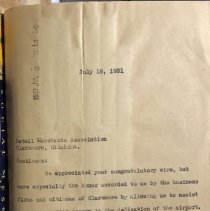 July 18, 1931
Retail Merchants Association
Claremore, Oklahoma.
Gentlemen:
We appreciated your congratulatory wire, but
more especially the honor accorded to us by the business
firms and citizens of Claremore by allowing us to assist
in the dedication of the airport.